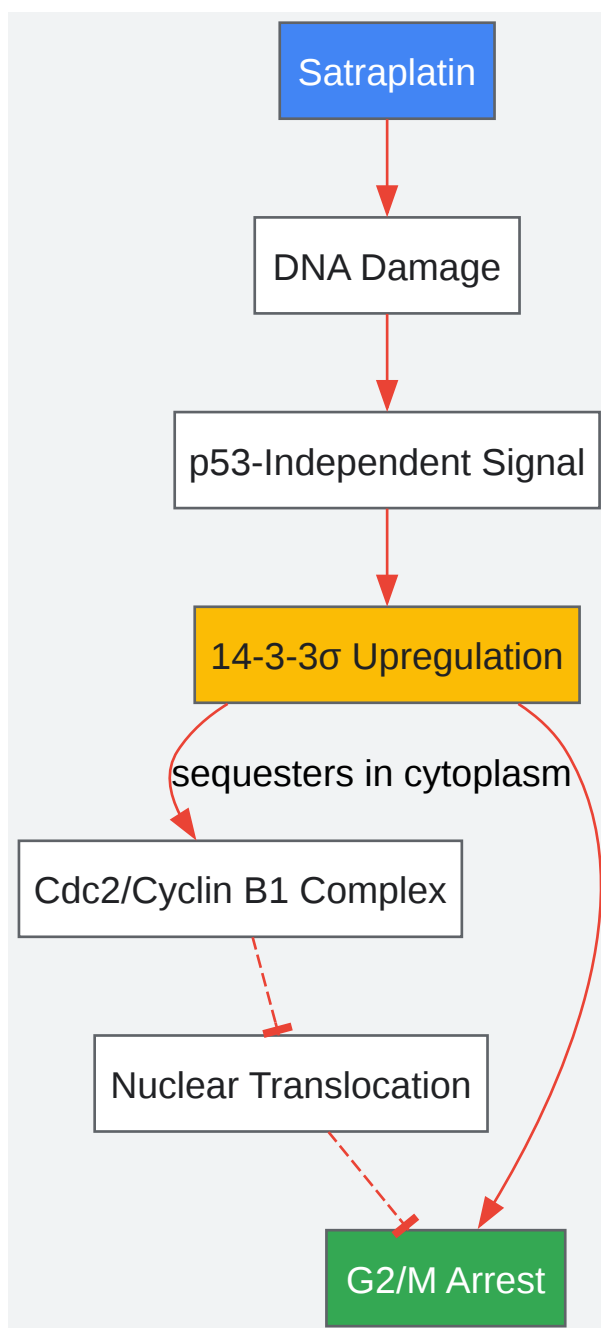 Satraplatin
DNA Damage
p53-Independent Signal
14-3-3σ Upregulation
sequesters in cytoplasm
Cdc2/Cyclin B1 Complex
Nuclear Translocation
G2/M Arrest